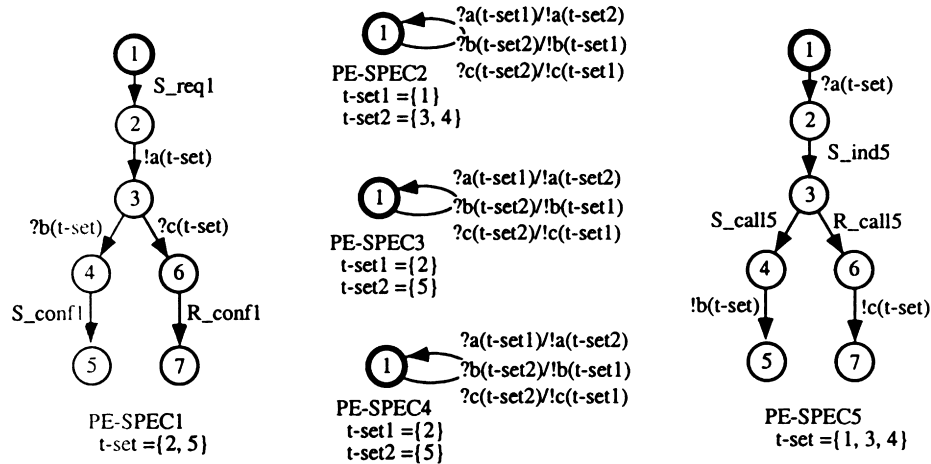 1
S_req1
2
!a(t-set)
3
?b(t-set)
?c(t-set)
4
6
S_conf1
R_conf1
5
7
PE-SPEC1
t-set ={2, 5}
1
?a(t-set1)/!a(t-set2)
?b(t-set2)/!b(t-set1)
?c(t-set2)/!c(t-set1)
PE-SPEC2
t-set1 ={1}
t-set2 ={3, 4}
1
?a(t-set1)/!a(t-set2)
?b(t-set2)/!b(t-set1)
?c(t-set2)/!c(t-set1)
PE-SPEC3
t-set1 ={2}
t-set2 ={5}
1
?a(t-set1)/!a(t-set2)
?b(t-set2)/!b(t-set1)
?c(t-set2)/!c(t-set1)
PE-SPEC4
t-set1 ={2}
t-set2 ={5}
1
?a(t-set)
2
S_ind5
3
S_call5
R_call5
4
6
!b(t-set)
!c(t-set)
5
7
PE-SPEC5
t-set ={1, 3, 4}